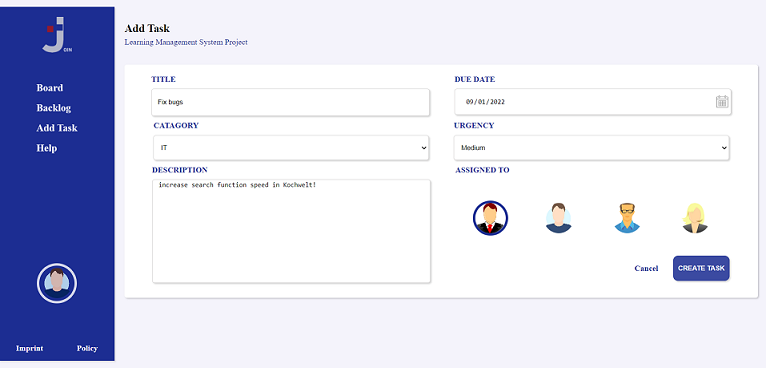 J
OIN
Board
Backlog
Add Task
Help
Imprint
Policy
Add Task
Learning Management System Project
TITLE
Fix bugs
DUE DATE
09/01/2022
CATAGORY
IT
URGENCY
Medium
DESCRIPTION
increase search function speed in Kochwelt!
ASSIGNED TO
Cancel
CREATE TASK